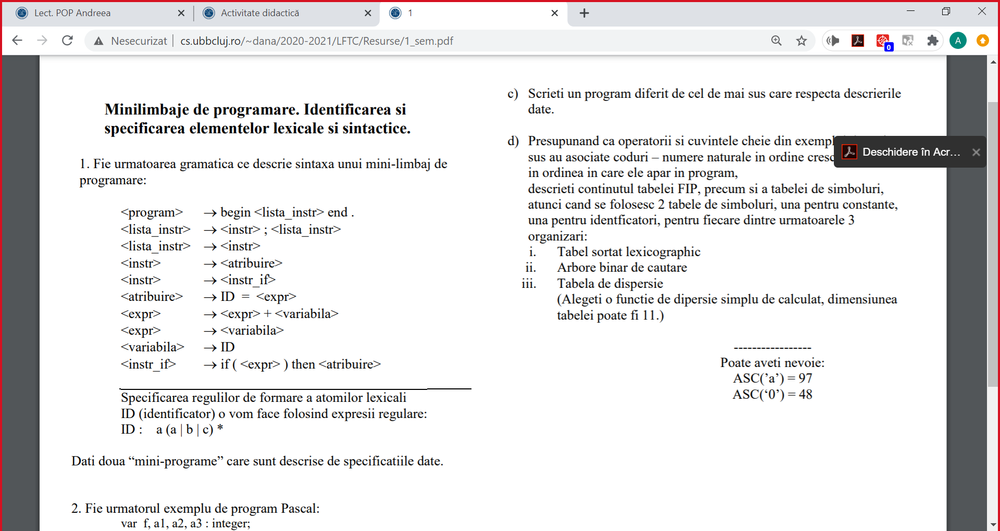 Lect. POP Andreea
Activitate didactică
1
Nesecurizat
cs.ubbcluj.ro/~dana/2020-2021/LFTC/Resurse/1_sem.pdf
0
A
Minilimbaje de programare. Identificarea si
specificarea elementelor lexicale si sintactice.
1. Fie urmatoarea gramatica ce descrie sintaxa unui mini-limbaj de
programare:
<program> → begin <lista_instr> end .
<lista_instr> → <instr> ; <lista_instr>
<lista_instr> → <instr>
<instr> → <atribuire>
<instr> → <instr_if>
<atribuire> → ID = <expr>
<expr> → <expr> + <variabila>
<expr> → <variabila>
<variabila> → ID
<instr_if> → if ( <expr> ) then <atribuire>
Specificarea regulilor de formare a atomilor lexicali
ID (identificator) o vom face folosind expresii regulare:
ID : a (a | b | c) *
Dati doua “mini-programe” care sunt descrise de specificatiile date.
2. Fie urmatorul exemplu de program Pascal:
var f, a1, a2, a3 : integer;
c) Scrieti un program diferit de cel de mai sus care respecta descrierile
date.
d) Presupunand ca operatorii si cuvintele cheie din
sus au asociate coduri – numere naturale in ordine
in ordinea in care ele apar in program,
descrieti continutul tabelei FIP, precum si a tabelei de simboluri,
atunci cand se folosesc 2 tabele de simboluri, una pentru constante,
una pentru identficatori, pentru fiecare dintre urmatoarele 3
organizari:
i. Tabel sortat lexicographic
ii. Arbore binar de cautare
iii. Tabela de dispersie
(Alegeti o functie de dipersie simplu de calculat, dimensiunea
tabelei poate fi 11.)
-----------------
Poate aveti nevoie:
ASC(’a’) = 97
ASC(‘0’) = 48
Deschidere în Acr...